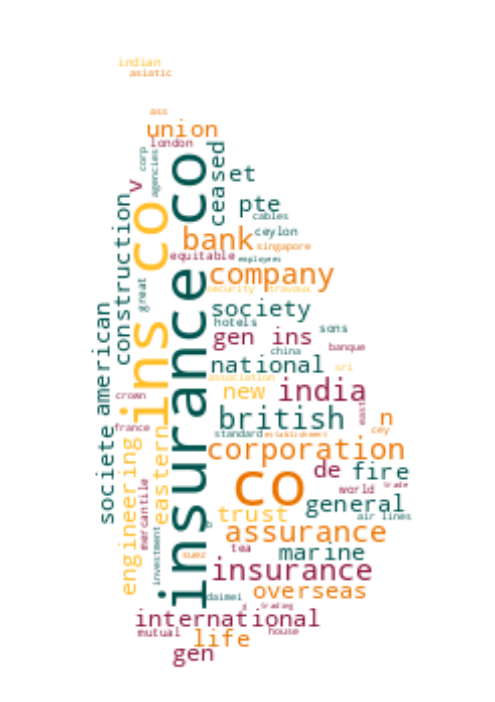 indian
asiatic
ass
union
london
corp
agencies
v
ceased
et
pte
cables
ceylon
bank
singapore
equitable
employees
insurance co
ins co
company
security
travaux
great
construction
society
hotels
sons
gen ins
china
banque
national
sri
association
american
new
india
crown
british
east
n
cey
france
standard
establishment
corporation
societe
de
fire
eastern
engineering
mercantile
co
world
trade
general
air lines
trust
b
assurance
tea
marine
suez
investment
insurance
overseas
daimei
g
trading
international
mutual
house
life
gen